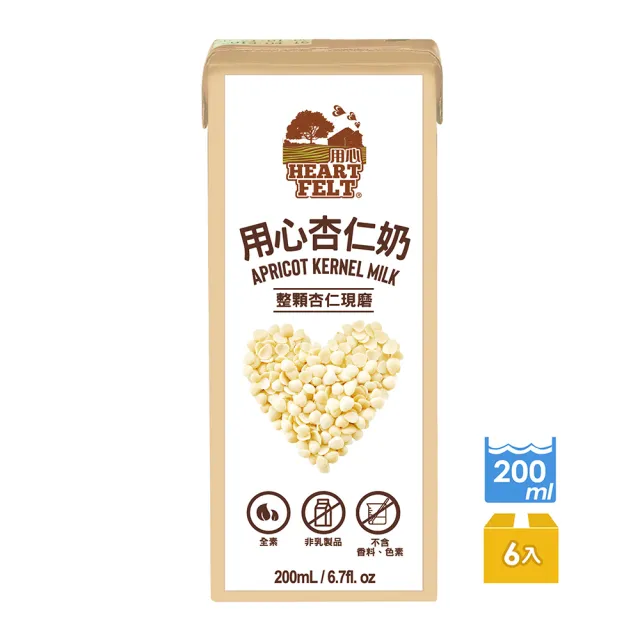 用心
HEART
FELT®
用心杏仁奶
APRICOT KERNEL MILK
整顆杏仁現磨
全素
非乳製品
不含
香料、色素
200mL / 6.7fl. oz
200
ml
6入